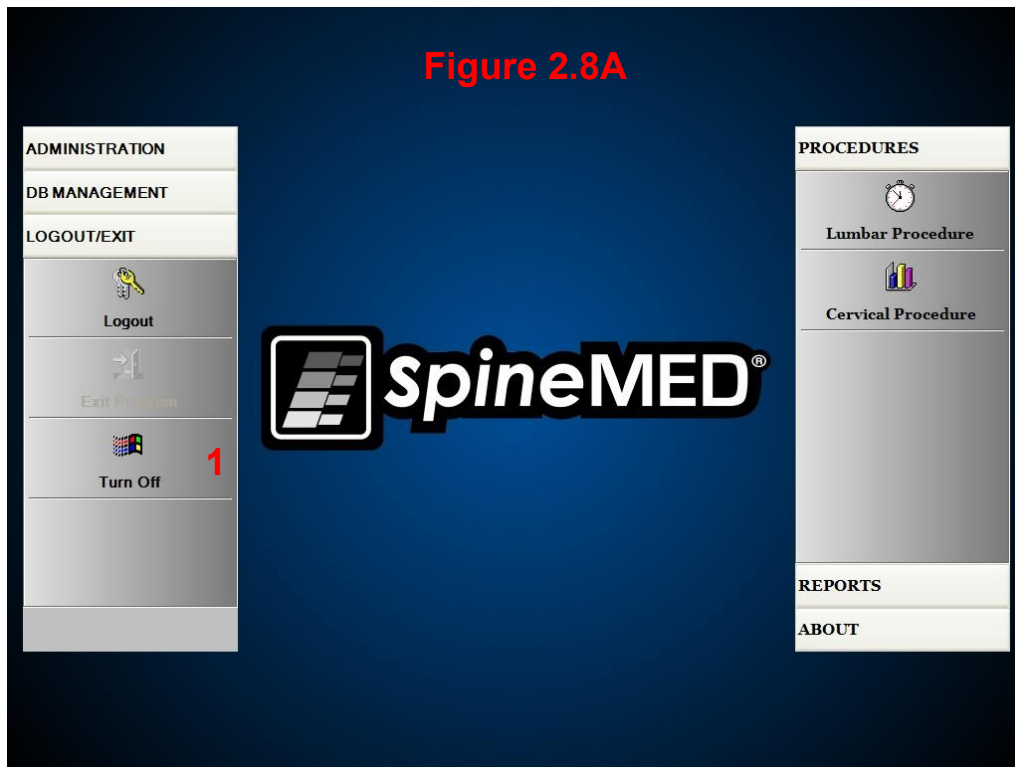 Figure 2.8A
ADMINISTRATION
DB MANAGEMENT
LOGOUT/EXIT
Logout
Exit Program
Turn Off
1
SpineMED®
PROCEDURES
Lumbar Procedure
Cervical Procedure
REPORTS
ABOUT